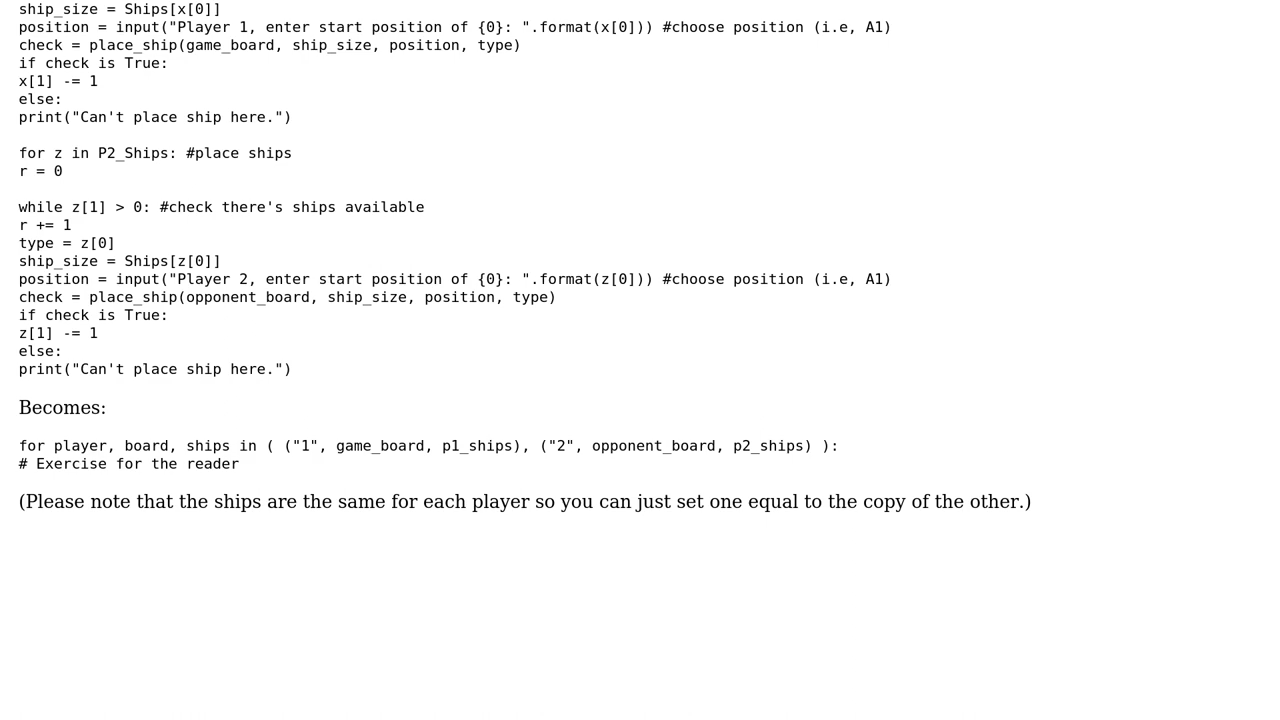 ship_size = Ships[x[0]]
position = input("Player 1, enter start position of {0}: ".format(x[0])) #choose position (i.e, A1)
check = place_ship(game_board, ship_size, position, type)
if check is True:
x[1] -= 1
else:
print("Can't place ship here.")

for z in P2_Ships: #place ships
r = 0

while z[1] > 0: #check there's ships available
r += 1
type = z[0]
ship_size = Ships[z[0]]
position = input("Player 2, enter start position of {0}: ".format(z[0])) #choose position (i.e, A1)
check = place_ship(opponent_board, ship_size, position, type)
if check is True:
z[1] -= 1
else:
print("Can't place ship here.")

Becomes:

for player, board, ships in ( ("1", game_board, p1_ships), ("2", opponent_board, p2_ships) ):
# Exercise for the reader

(Please note that the ships are the same for each player so you can just set one equal to the copy of the other.)